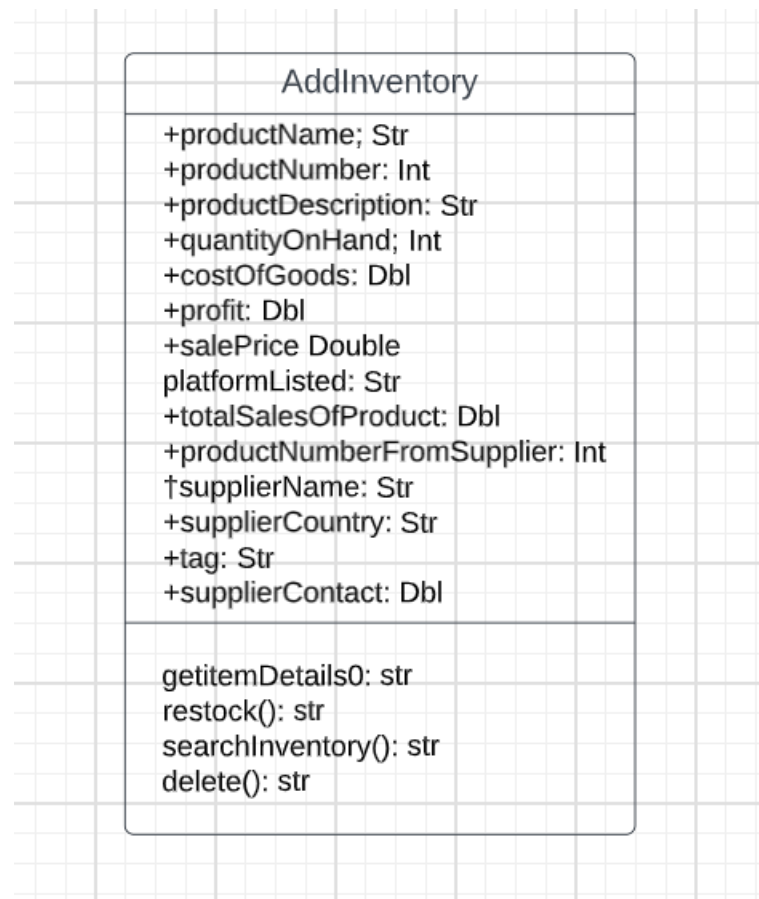 AddInventory
+productName; Str
+productNumber: Int
+productDescription: Str
+quantityOnHand; Int
+costOfGoods: Dbl
+profit: Dbl
+salePrice Double
platformListed: Str
+totalSalesOfProduct: Dbl
+productNumberFromSupplier: Int
†supplierName: Str
+supplierCountry: Str
+tag: Str
+supplierContact: Dbl
getitemDetails0: str
restock(): str
searchInventory(): str
delete(): str